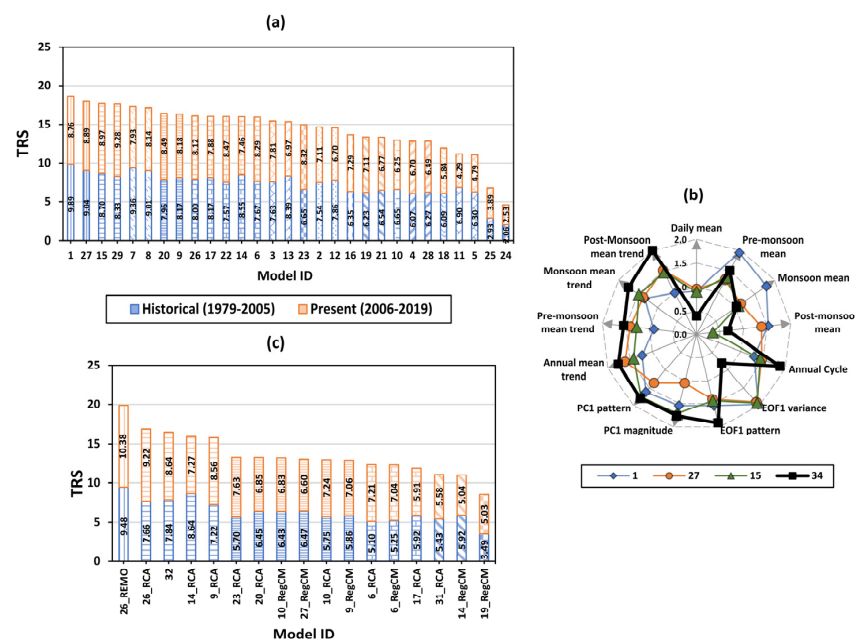 (a)
TRS
25
20
15
10
5
0
8.76 8.89 8.97 9.28 7.93 8.14 8.49 8.18 8.12 7.88 8.47 7.46 8.29 7.81 6.97 8.32 7.11 6.70 7.29 7.11 6.77 6.25 6.70 6.49 5.84 4.29 4.79 3.89 2.53
9.89 9.04 8.70 8.33 9.36 9.01 7.96 8.17 8.00 8.17 7.57 8.55 7.67 7.63 8.39 6.65 7.54 7.86 6.35 6.23 6.54 6.65 6.07 6.27 6.09 6.90 6.30 2.93 2.06
1 27 15 29 7 8 20 9 26 17 22 14 6 3 13 23 2 12 16 19 21 10 4 28 18 11 5 25 24
Model ID
Historical (1979-2005) Present (2006-2019)
(b)
Daily mean
Pre-monsoon mean
Monsoon mean
Post-monsoon mean
Annual Cycle
EOF1 variance
EOF1 pattern
PC1 magnitude
PC1 pattern
Annual mean trend
Pre-monsoon mean trend
Monsoon mean trend
Post-Monsoon mean trend
2.0
0.5
0.0
1 27 15 34
(c)
TRS
25
20
15
10
5
0
10.38 9.22 8.64 7.27 8.56 7.63 6.85 6.83 6.60 7.24 7.06 7.21 7.04 5.91 5.58 5.04 5.03
9.48 7.66 7.84 8.64 7.22 5.70 6.45 6.43 6.47 5.75 5.86 5.10 5.25 5.92 5.43 5.92 3.49
26_REMO 26_RCA 32 14_RCA 9_RCA 23_RCA 20_RCA 10_RegCM 27_RegCM 10_RCA 9_RegCM 6_RCA 6_RegCM 17_RCA 31_RCA 14_RegCM 19_RegCM
Model ID